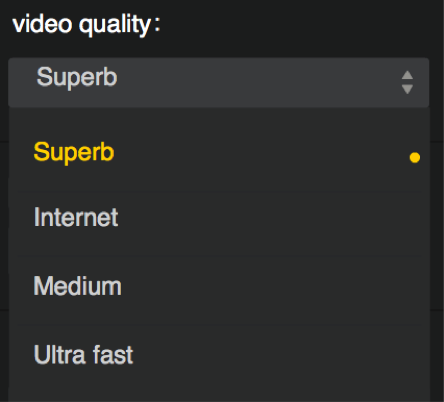 video quality:
Superb
Superb
Internet
Medium
Ultra fast